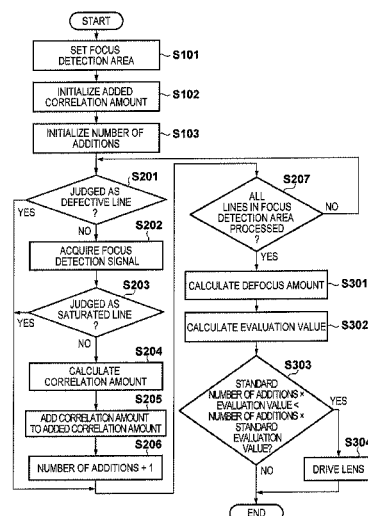 START
SET FOCUS
DETECTION AREA
S101
INITIALIZE ADDED
CORRELATION AMOUNT
S102
INITIALIZE NUMBER OF
ADDITIONS
S103
S201
JUDGED AS
DEFECTIVE LINE
?
YES
NO
S202
ACQUIRE FOCUS
DETECTION SIGNAL
S203
JUDGED AS
SATURATED LINE
?
YES
NO
S204
CALCULATE
CORRELATION AMOUNT
S205
ADD CORRELATION AMOUNT
TO ADDED CORRELATION AMOUNT
S206
NUMBER OF ADDITIONS + 1
S207
ALL
LINES IN FOCUS
DETECTION AREA
PROCESSED
?
NO
YES
CALCULATE DEFOCUS AMOUNT
S301
CALCULATE EVALUATION VALUE
S302
S303
STANDARD
NUMBER OF ADDITIONS ×
EVALUATION VALUE <
NUMBER OF ADDITIONS ×
STANDARD
EVALUATION
VALUE?
YES
NO
S304
DRIVE LENS
END